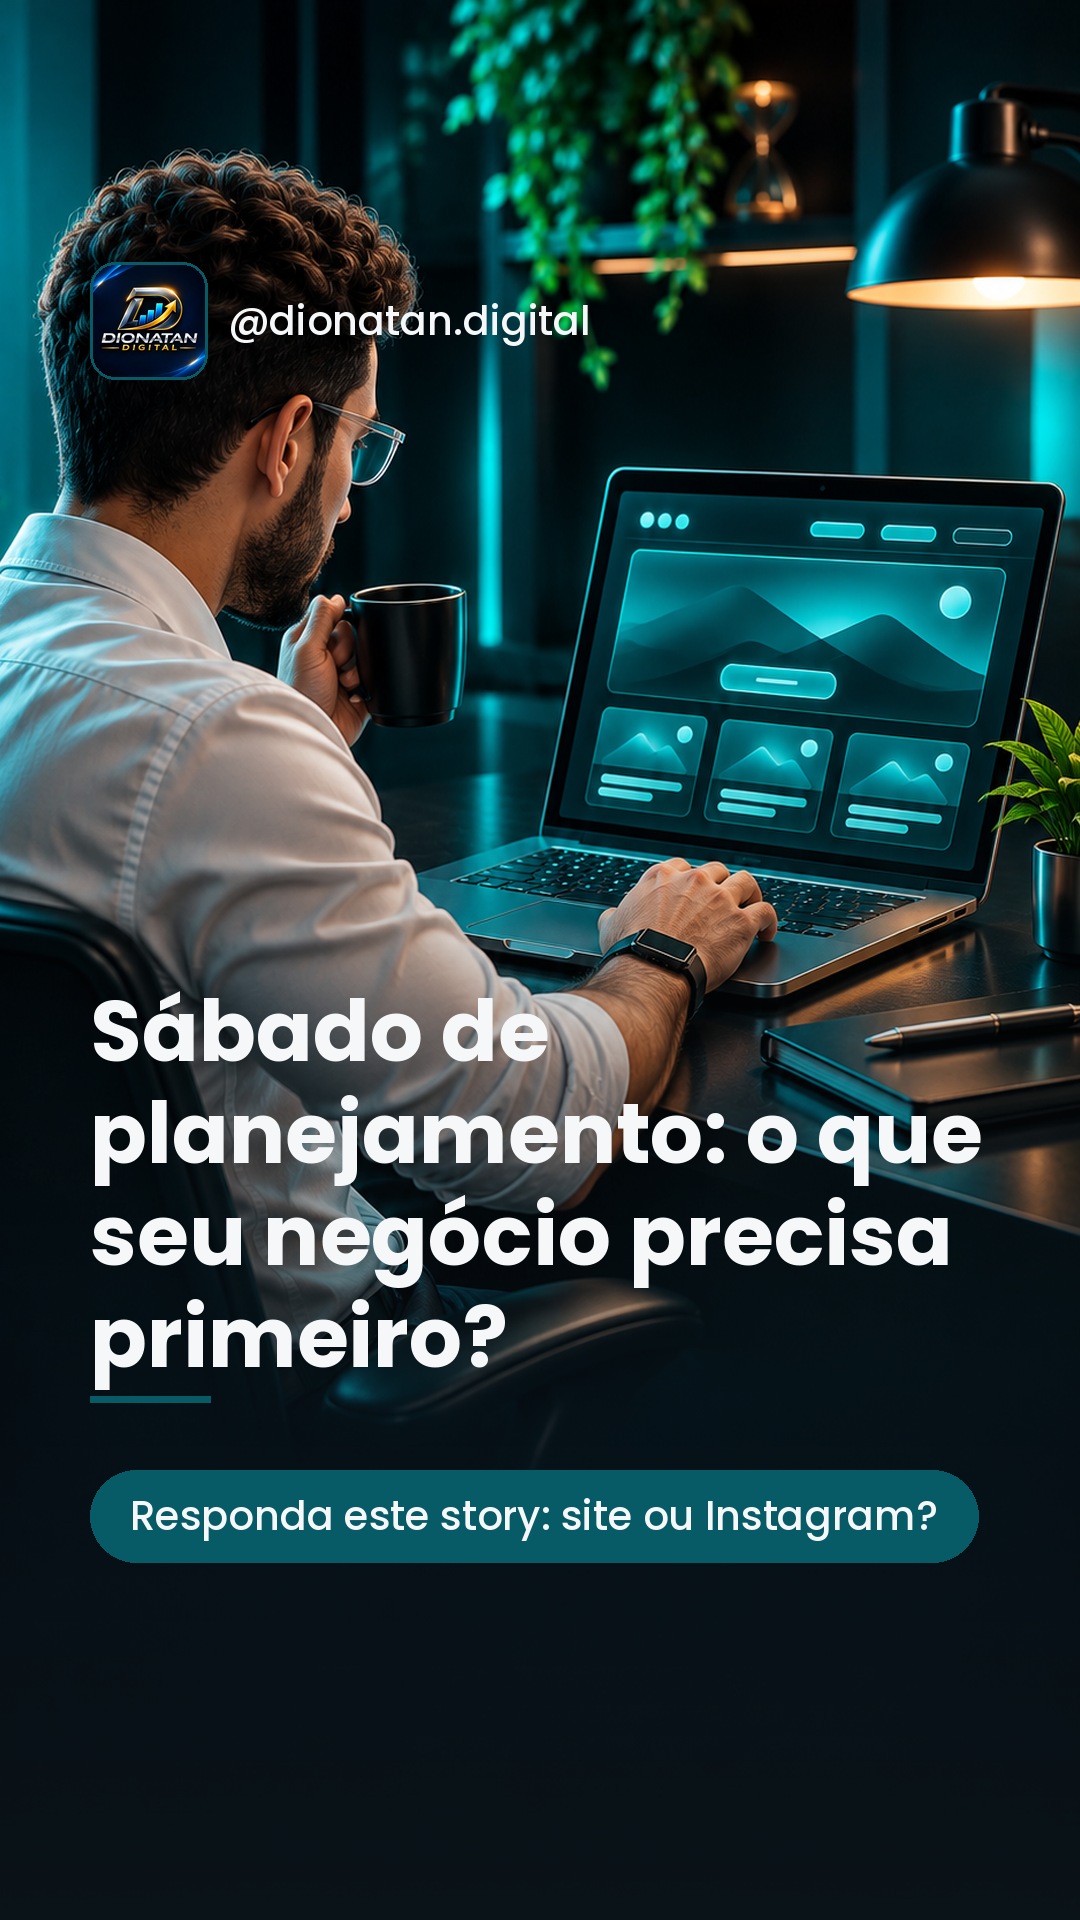 DIONATAN
DIGITAL
@dionatan.digital
Sábado de
planejamento: o que
seu negócio precisa
primeiro?
Responda este story: site ou Instagram?